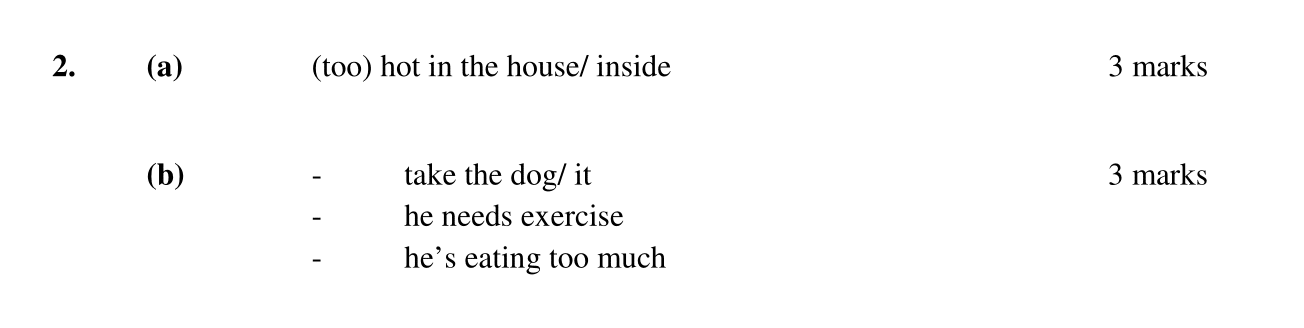 2. (a) (too) hot in the house/ inside 3 marks
(b) - take the dog/ it 3 marks
- he needs exercise
- he’s eating too much